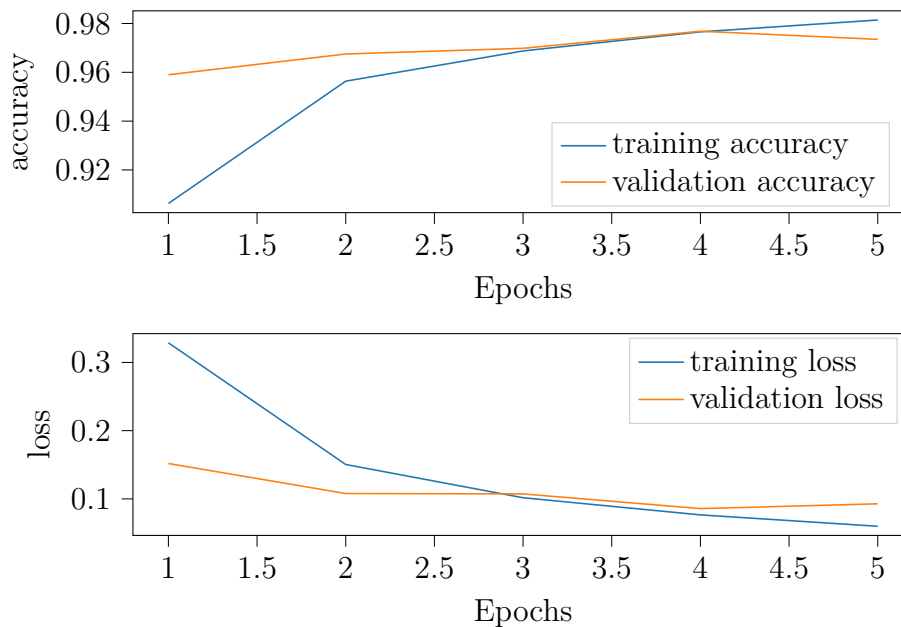 accuracy
0.98
0.96
0.94
0.92
training accuracy
validation accuracy
1 1.5 2 2.5 3 3.5 4 4.5 5
Epochs
loss
0.3
0.2
0.1
training loss
validation loss
1 1.5 2 2.5 3 3.5 4 4.5 5
Epochs